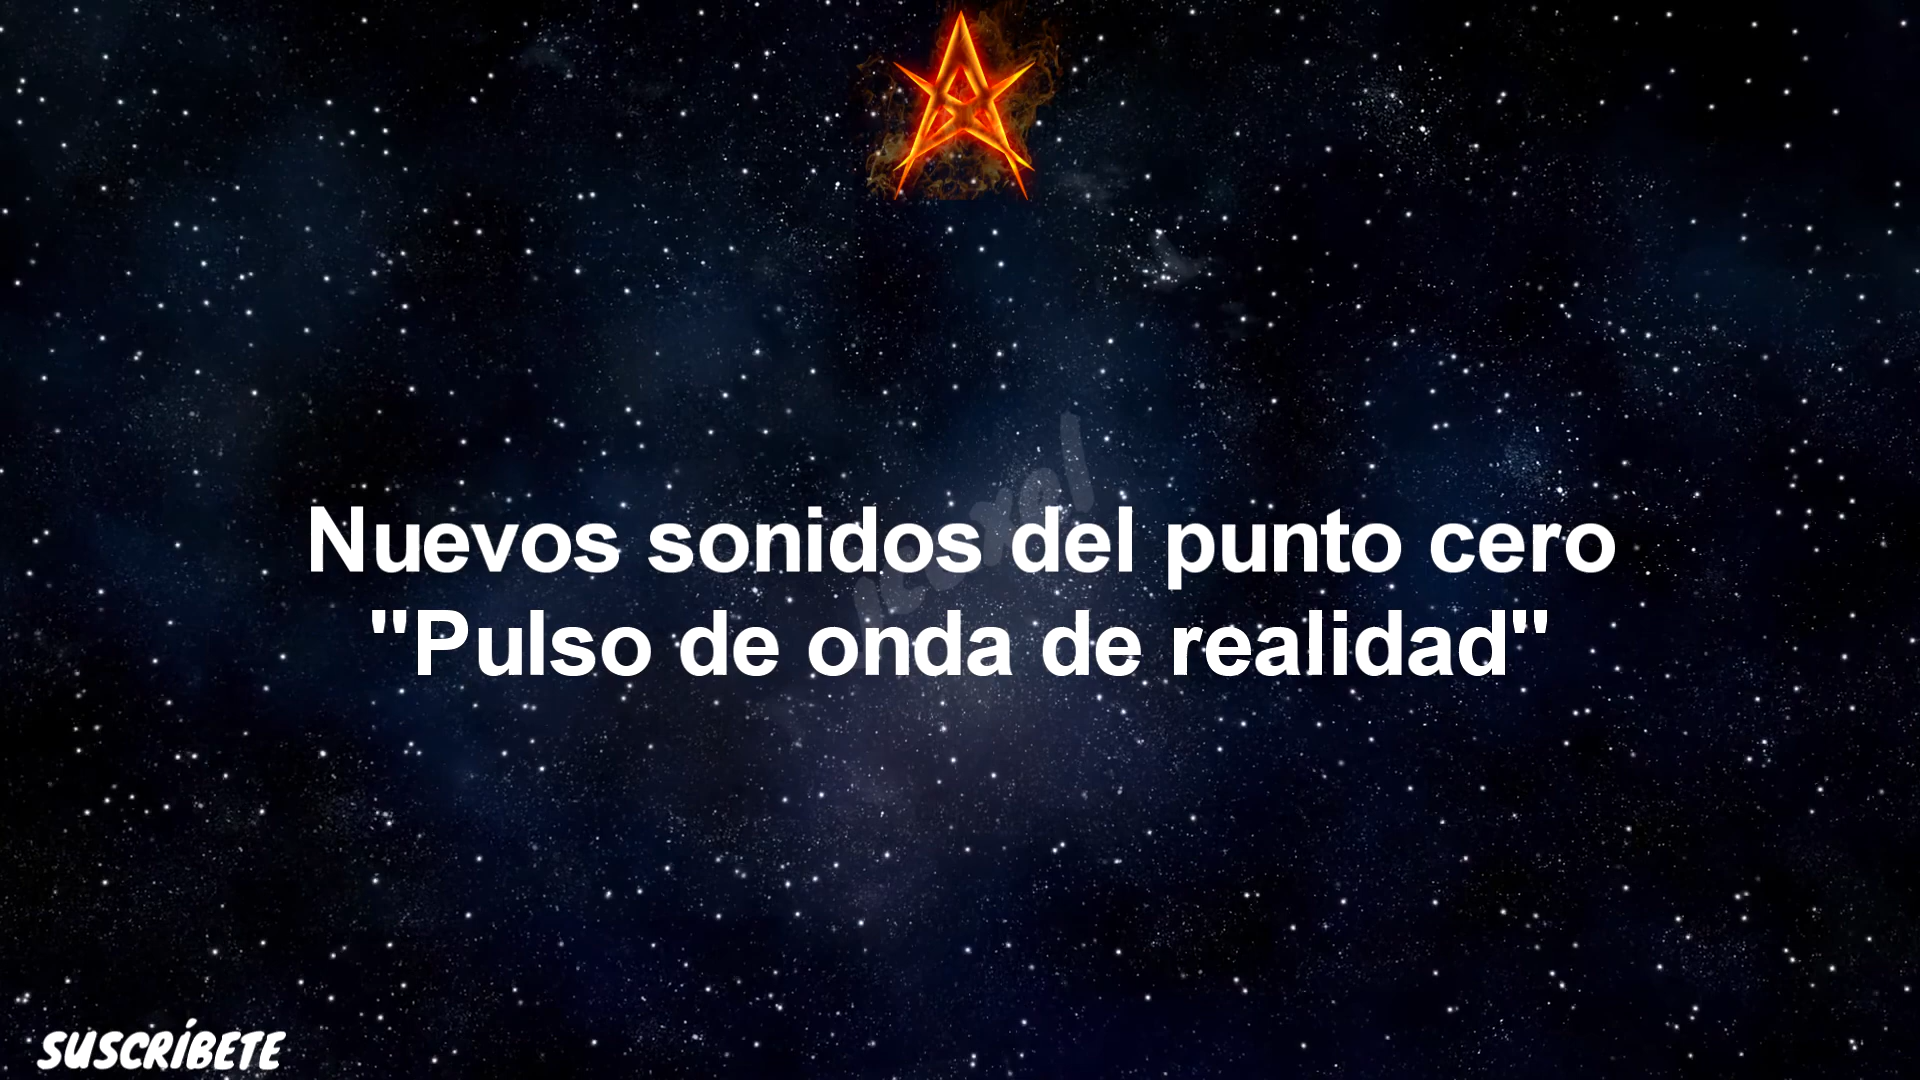 Nuevos sonidos del punto cero
"Pulso de onda de realidad"
SUSCRÍBETE